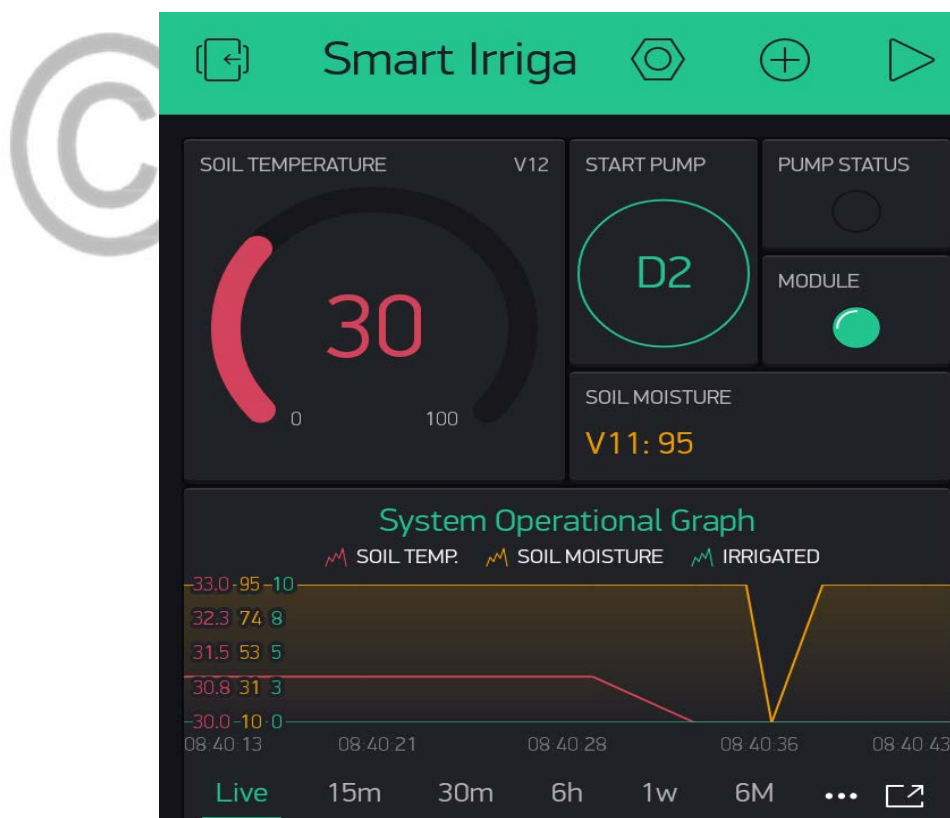 ©
Smart Irriga
SOIL TEMPERATURE V12
30
0 100
START PUMP
D2
PUMP STATUS
MODULE
SOIL MOISTURE
V11: 95
System Operational Graph
SOIL TEMP. SOIL MOISTURE IRRIGATED
33.0 95 10
32.3 74 8
31.5 53 5
30.8 31 3
30.0 10 0
08:40:13 08:40:21 08:40:28 08:40:36 08:40:43
Live 15m 30m 6h 1w 6M ...